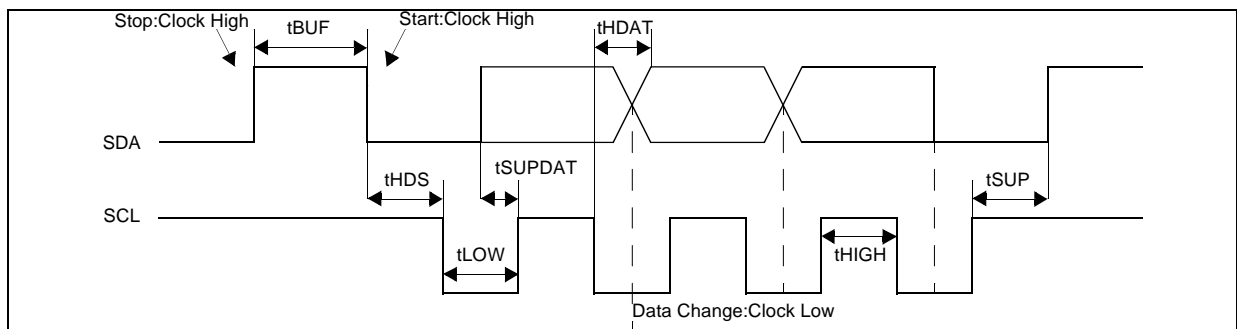 Stop:Clock High
tBUF
Start:Clock High
tHDAT
SDA
tHDS
tSUPDAT
tSUP
SCL
tLOW
tHIGH
Data Change:Clock Low